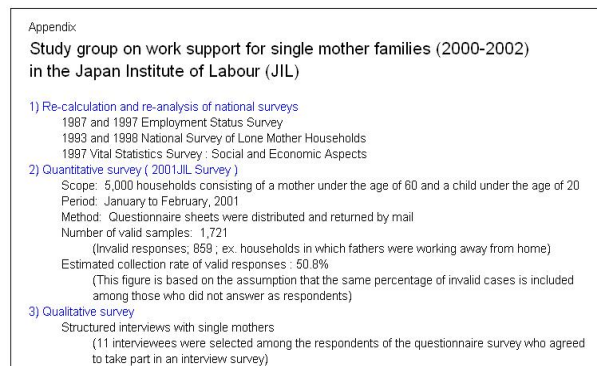 Appendix
Study group on work support for single mother families (2000-2002)
in the Japan Institute of Labour (JIL)
1) Re-calculation and re-analysis of national surveys
1987 and 1997 Employment Status Survey
1993 and 1998 National Survey of Lone Mother Households
1997 Vital Statistics Survey : Social and Economic Aspects
2) Quantitative survey ( 2001JIL Survey )
Scope: 5,000 households consisting of a mother under the age of 60 and a child under the age of 20
Period: January to February, 2001
Method: Questionnaire sheets were distributed and returned by mail
Number of valid samples: 1,721
(Invalid responses; 859 ; ex. households in which fathers were working away from home)
Estimated collection rate of valid responses : 50.8%
(This figure is based on the assumption that the same percentage of invalid cases is included
among those who did not answer as respondents)
3) Qualitative survey
Structured interviews with single mothers
(11 interviewees were selected among the respondents of the questionnaire survey who agreed
to take part in an interview survey)